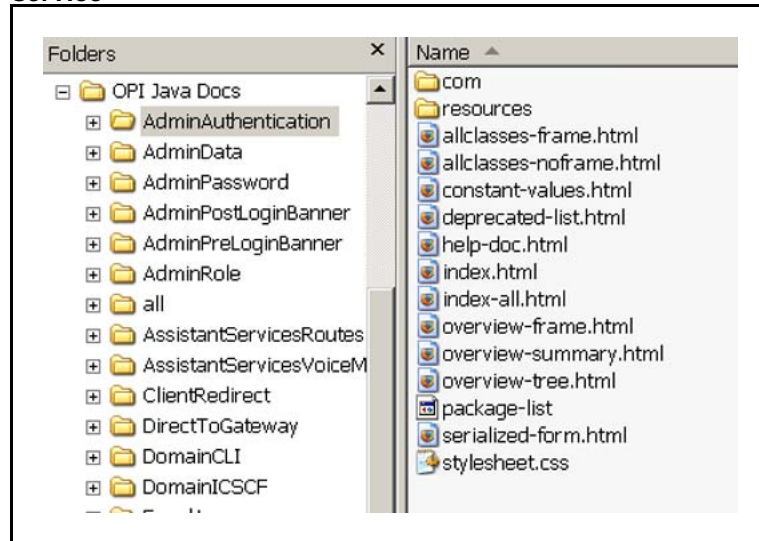 Folders
OPI Java Docs
AdminAuthentication
AdminData
AdminPassword
AdminPostLoginBanner
AdminPreLoginBanner
AdminRole
all
AssistantServicesRoutes
AssistantServicesVoiceM
ClientRedirect
DirectToGateway
DomainCLI
DomainICSCF
Name
com
resources
allclasses-frame.html
allclasses-noframe.html
constant-values.html
deprecated-list.html
help-doc.html
index.html
index-all.html
overview-frame.html
overview-summary.html
overview-tree.html
package-list
serialized-form.html
stylesheet.css